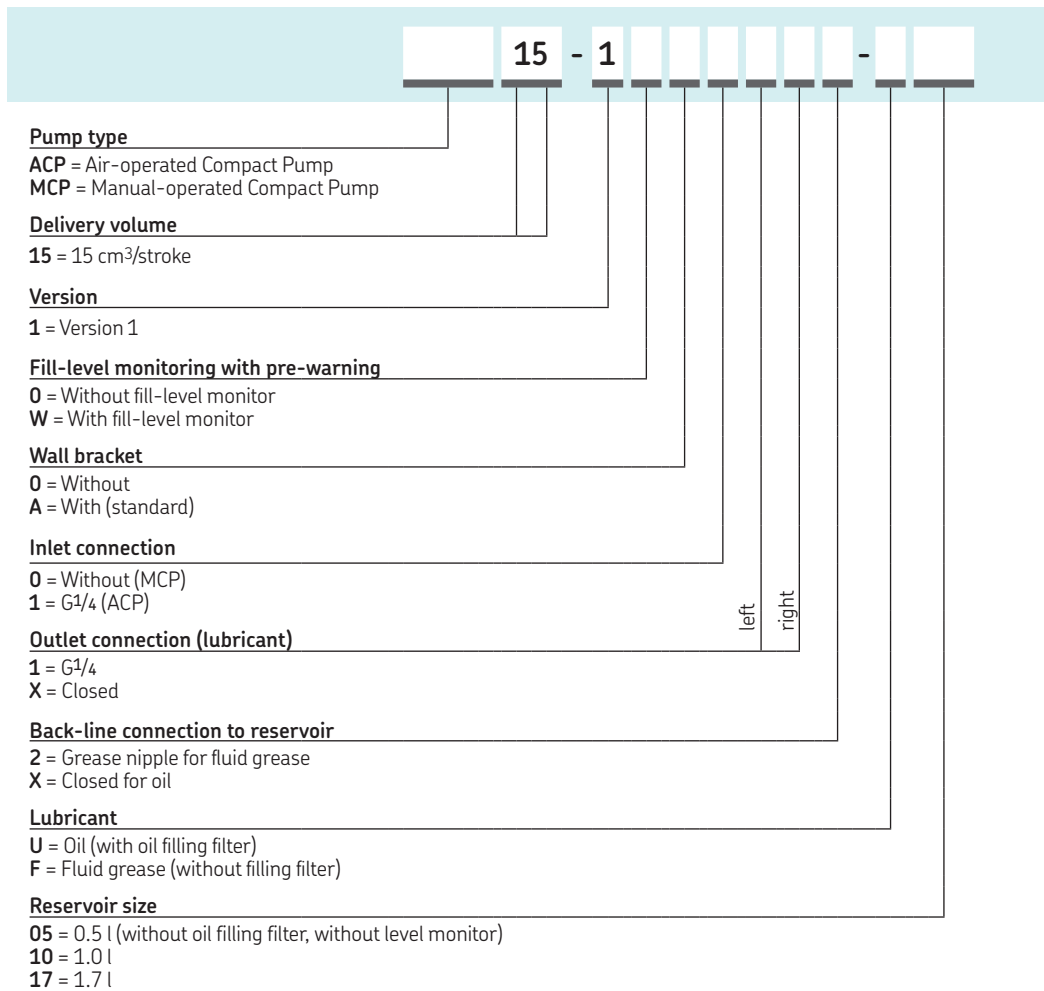 15 - 1 -
Pump type
ACP = Air-operated Compact Pump
MCP = Manual-operated Compact Pump
Delivery volume
15 = 15 cm³/stroke
Version
1 = Version 1
Fill-level monitoring with pre-warning
0 = Without fill-level monitor
W = With fill-level monitor
Wall bracket
0 = Without
A = With (standard)
Inlet connection
0 = Without (MCP)
1 = G1/4 (ACP)
left
right
Outlet connection (lubricant)
1 = G1/4
X = Closed
Back-line connection to reservoir
2 = Grease nipple for fluid grease
X = Closed for oil
Lubricant
U = Oil (with oil filling filter)
F = Fluid grease (without filling filter)
Reservoir size
05 = 0.5 l (without oil filling filter, without level monitor)
10 = 1.0 l
17 = 1.7 l